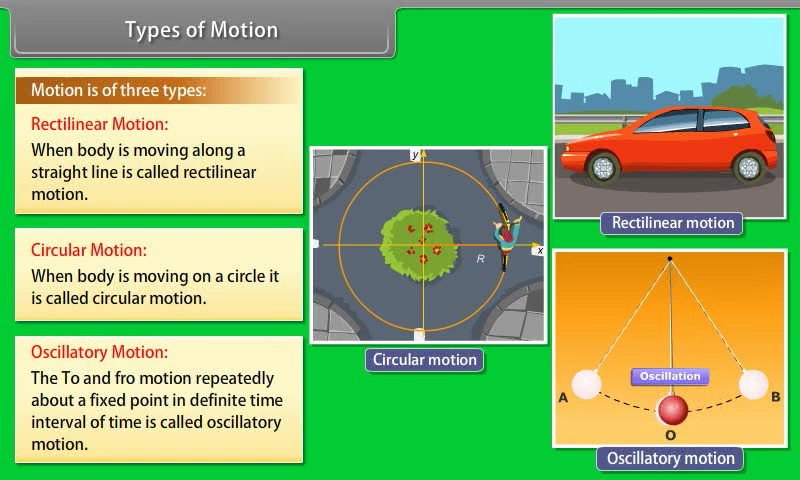 Types of Motion
Motion is of three types:
Rectilinear Motion:
When body is moving along a
straight line is called rectilinear
motion.
Circular Motion:
When body is moving on a circle it
is called circular motion.
Oscillatory Motion:
The To and fro motion repeatedly
about a fixed point in definite time
interval of time is called oscillatory
motion.
y
x
R
Circular motion
Rectilinear motion
Oscillation
A
B
O
Oscillatory motion